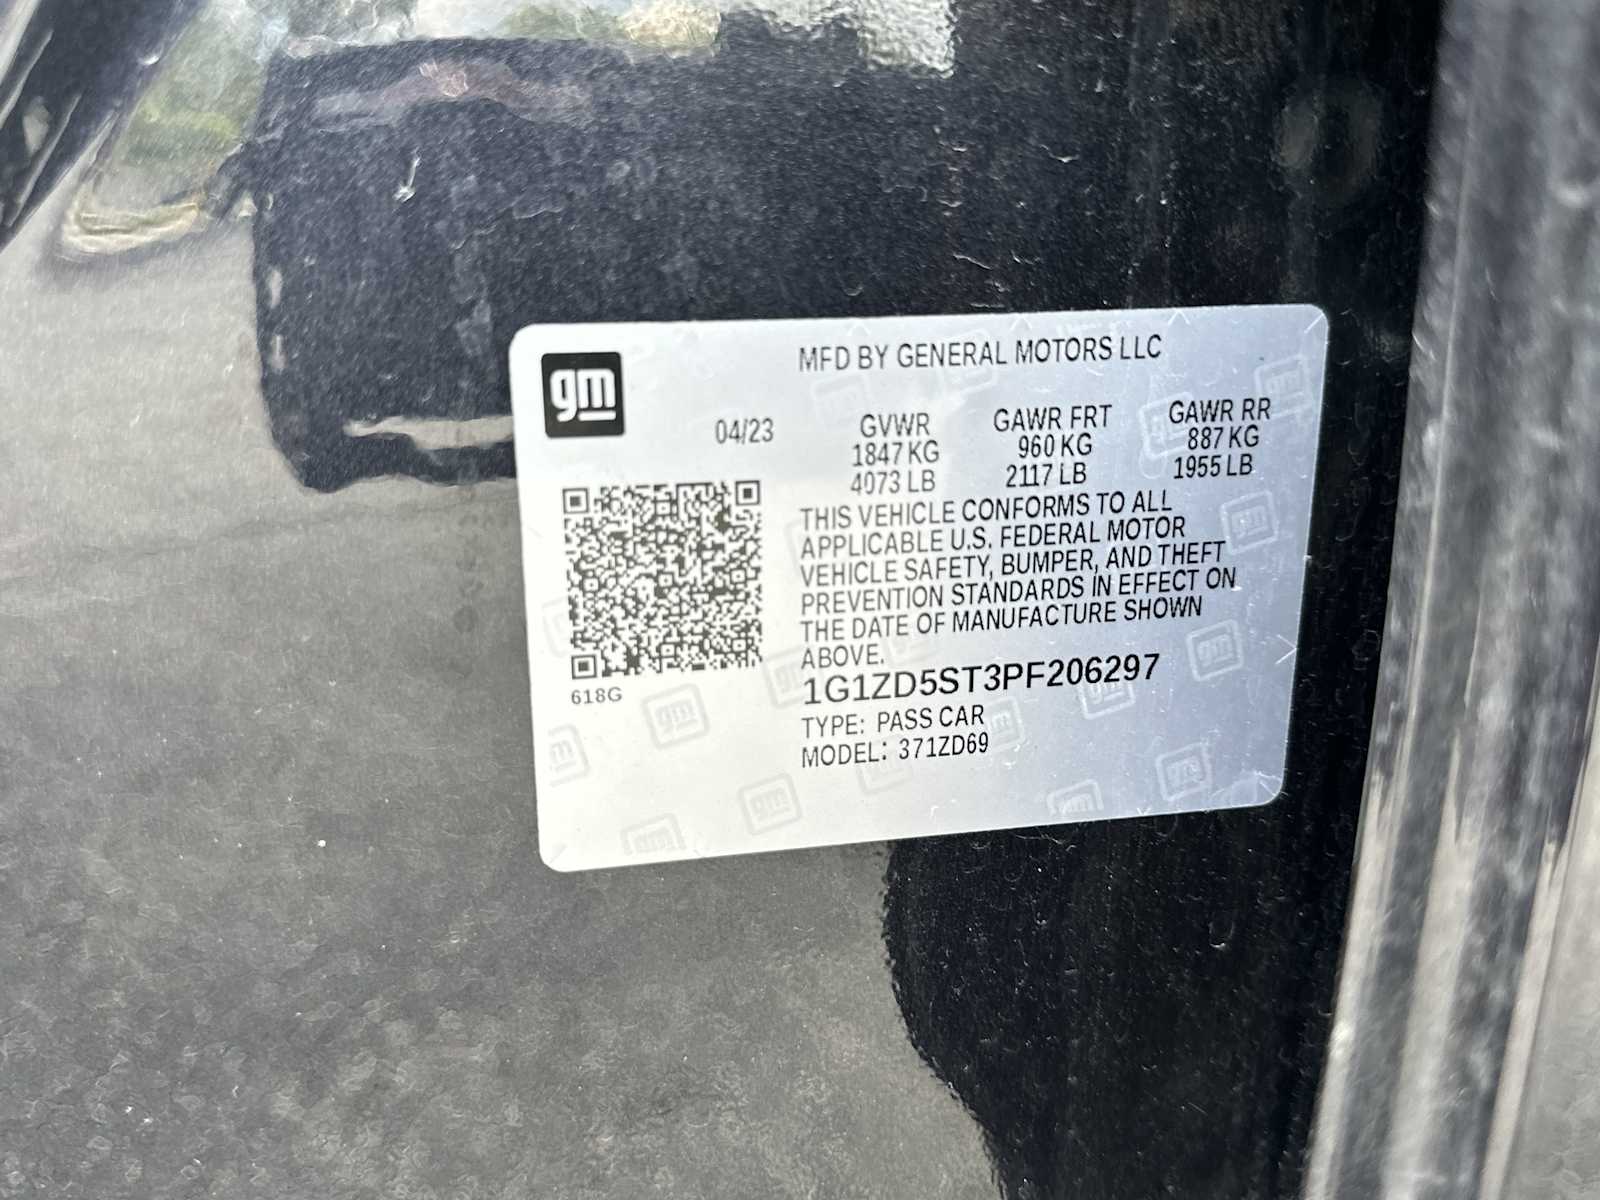 gm
MFD BY GENERAL MOTORS LLC
04/23
GVWR GAWR FRT GAWR RR
1847 KG 960 KG 887 KG
4073 LB 2117 LB 1955 LB
THIS VEHICLE CONFORMS TO ALL
APPLICABLE U.S. FEDERAL MOTOR
VEHICLE SAFETY, BUMPER, AND THEFT
PREVENTION STANDARDS IN EFFECT ON
THE DATE OF MANUFACTURE SHOWN
ABOVE.
1G1ZD5ST3PF206297
TYPE: PASS CAR
MODEL: 371ZD69
618G